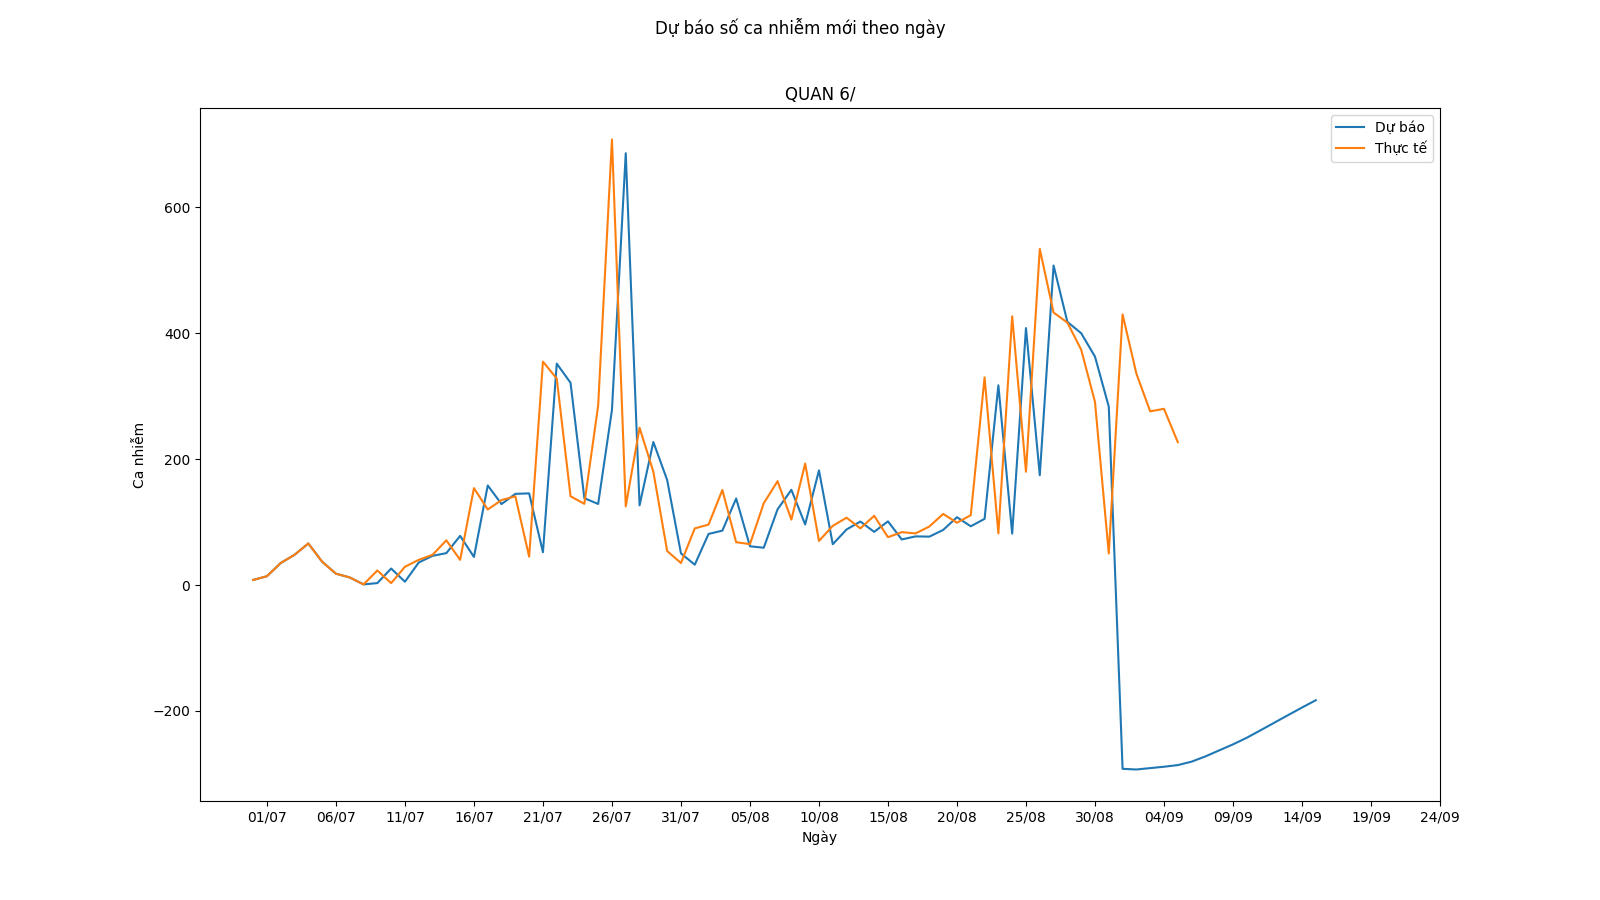 Dự báo số ca nhiễm mới theo ngày
QUAN 6/
Dự báo
Thực tế
600
400
200
0
−200
Ca nhiễm
01/07 06/07 11/07 16/07 21/07 26/07 31/07 05/08 10/08 15/08 20/08 25/08 30/08 04/09 09/09 14/09 19/09 24/09
Ngày